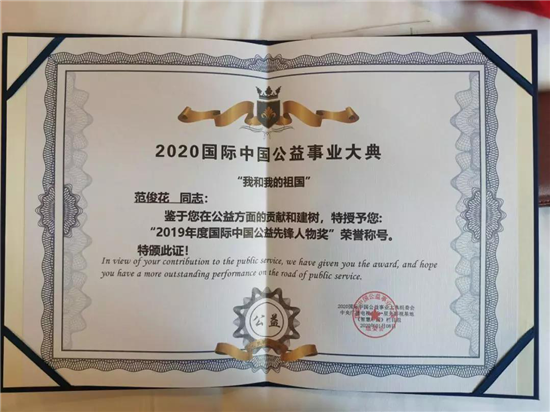 2020国际中国公益事业大典
“我和我的祖国”
范俊花 同志：
鉴于您在公益方面的贡献和建树，特授予您：
“2019年度国际中国公益先锋人物奖”荣誉称号。
特颁此证！
In view of your contribution to the public service, we have given you the award, and hope
you have a more outstanding performance on the road of public service.
公益